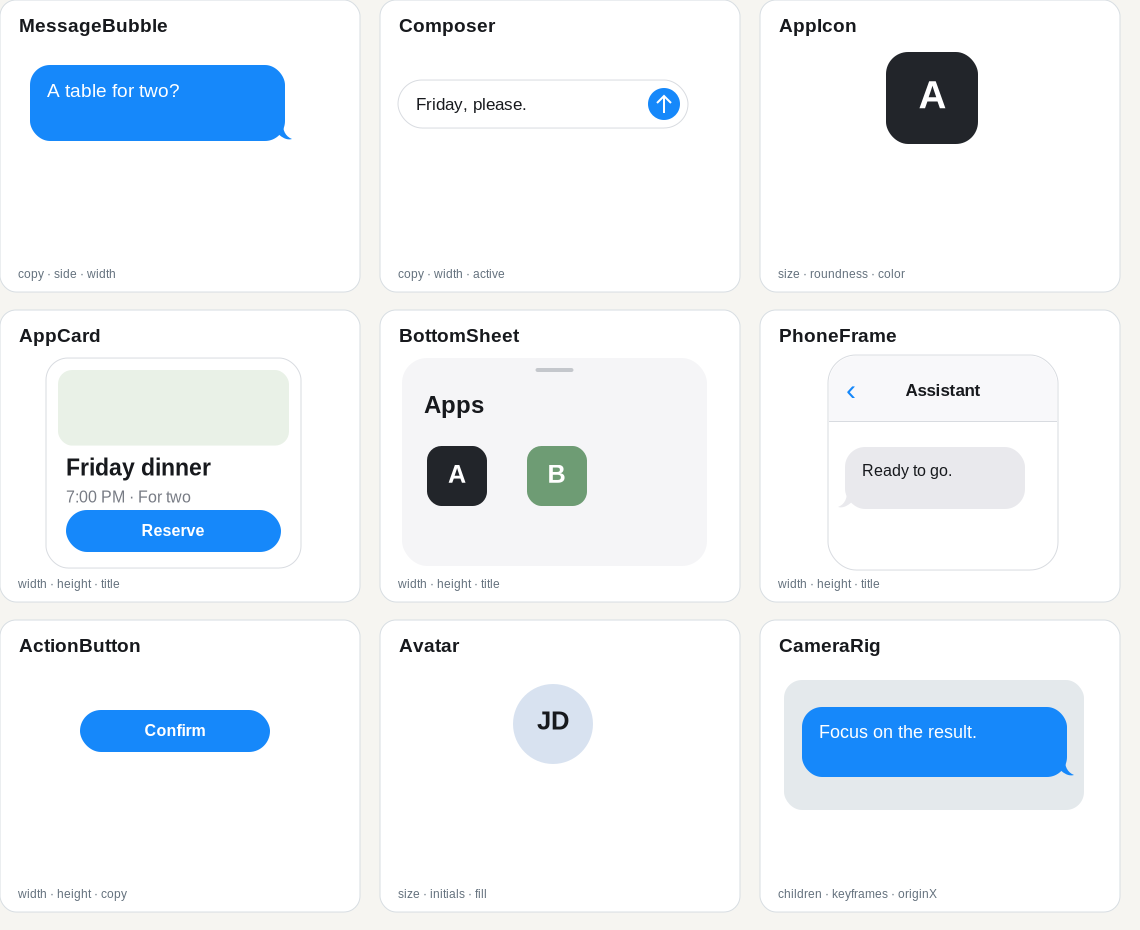 MessageBubble
A table for two?
copy · side · width
Composer
Friday, please.
copy · width · active
AppIcon
A
size · roundness · color
AppCard
Friday dinner
7:00 PM · For two
Reserve
width · height · title
BottomSheet
Apps
A B
width · height · title
PhoneFrame
‹ Assistant
Ready to go.
width · height · title
ActionButton
Confirm
width · height · copy
Avatar
JD
size · initials · fill
CameraRig
Focus on the result.
children · keyframes · originX